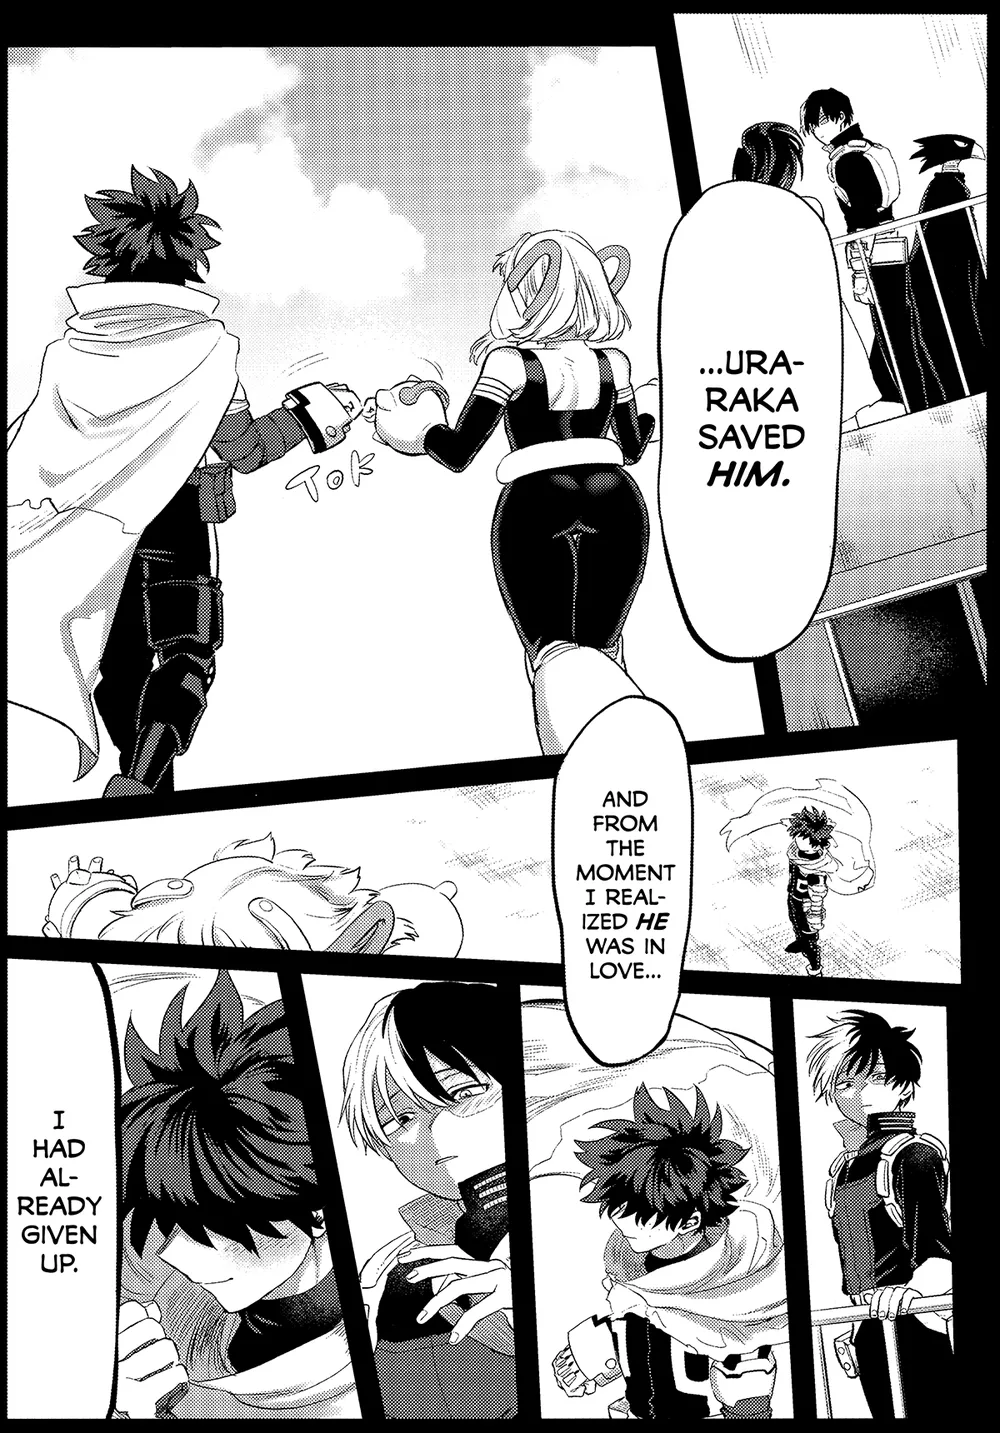 ...URA-
RAKA
SAVED
HIM.
TOK
AND
FROM
THE
MOMENT
I REAL-
IZED HE
WAS IN
LOVE...
I
HAD
AL-
READY
GIVEN
UP.